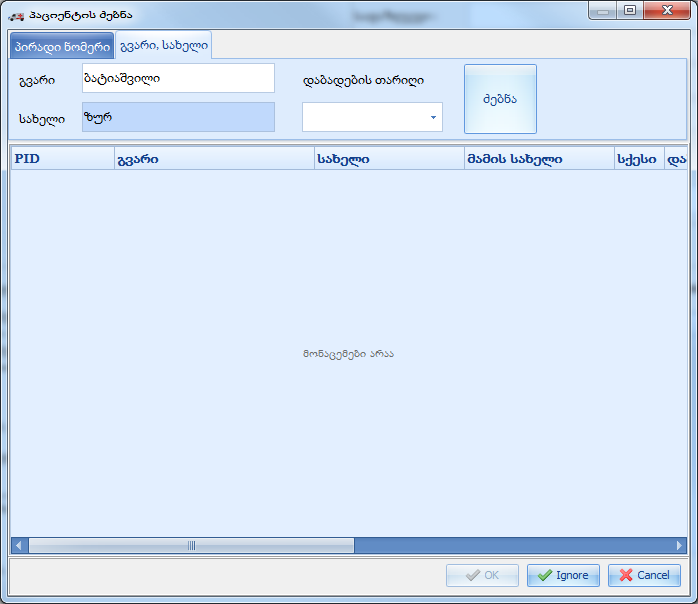 პაციენტის ძებნა
პირადი ნომერი
გვარი, სახელი
გვარი
ბატიაშვილი
დაბადების თარიღი
ძებნა
სახელი
ზურ
PID
გვარი
სახელი
მამის სახელი
სქესი
და
მონაცემები არაა
OK
Ignore
Cancel